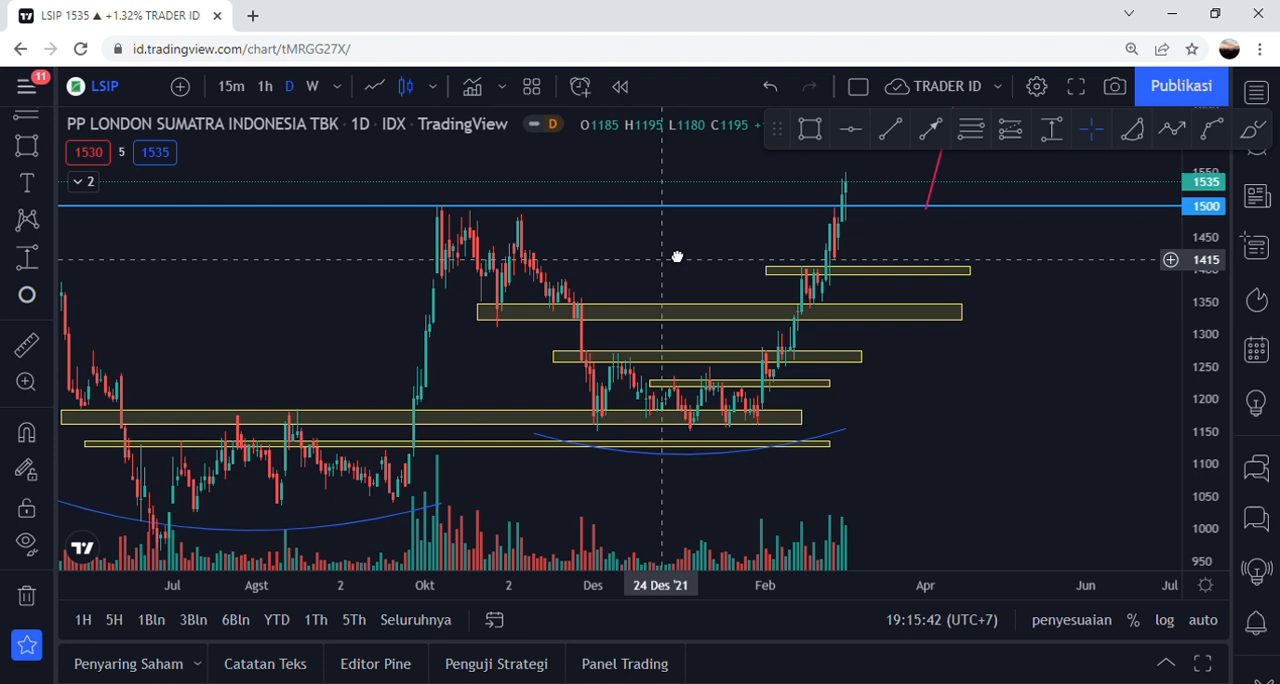 LSIP 1535 ▲ +1.32% TRADER ID
id.tradingview.com/chart/tMRGG27X/
11
LSIP
15m 1h D W
TRADER ID
Publikasi
PP LONDON SUMATRA INDONESIA TBK · 1D · IDX · TradingView
D
O1185 H1195 L1180 C1195
1530 5 1535
2
1535
1500
1450
1415
1350
1300
1250
1200
1150
1100
1050
1000
950
Jul Agst 2 Okt 2 Des 24 Des '21 Feb Apr Jun Jul
1H 5H 1Bln 3Bln 6Bln YTD 1Th 5Th Seluruhnya
19:15:42 (UTC+7) penyesuaian % log auto
Penyaring Saham Catatan Teks Editor Pine Penguji Strategi Panel Trading